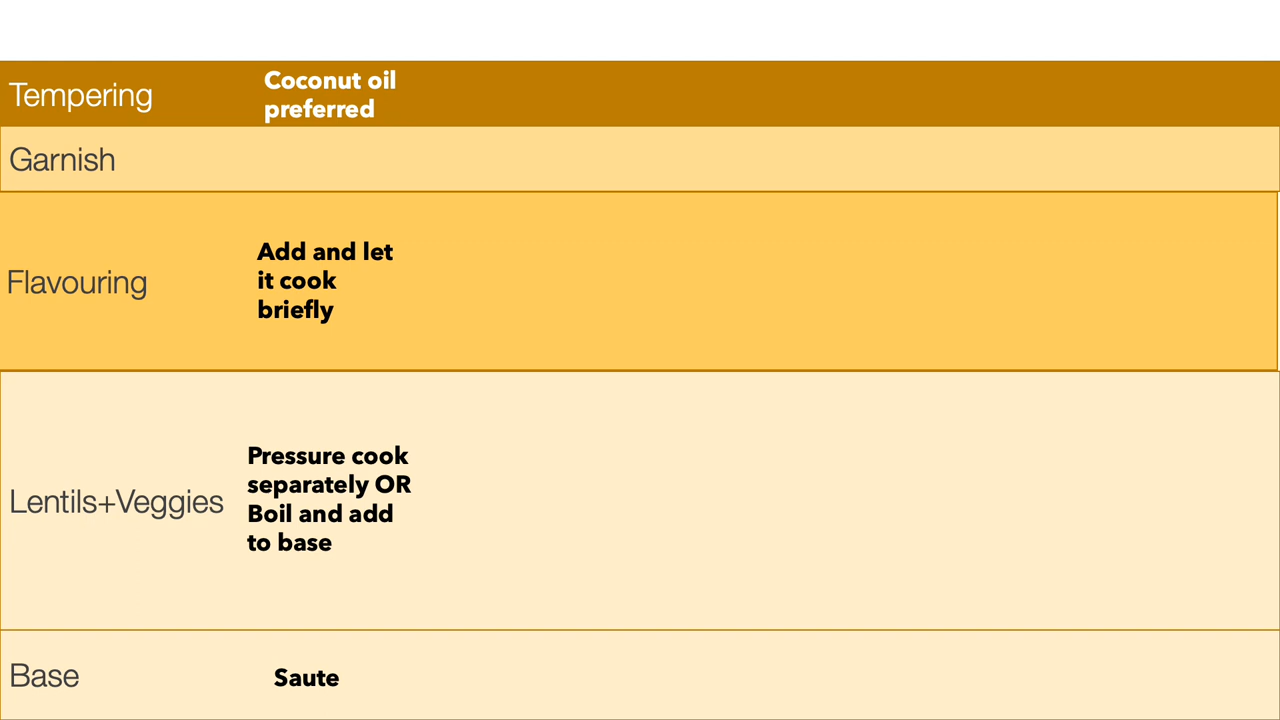 Tempering
Coconut oil
preferred
Garnish
Flavouring
Add and let
it cook
briefly
Lentils+Veggies
Pressure cook
separately OR
Boil and add
to base
Base
Saute